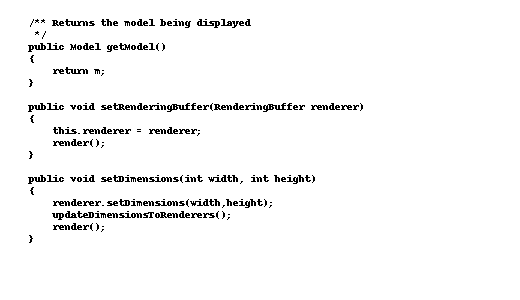 /** Returns the model being displayed
 */
public Model getModel()
{
    return m;
}

public void setRenderingBuffer(RenderingBuffer renderer)
{
    this.renderer = renderer;
    render();
}

public void setDimensions(int width, int height)
{
    renderer.setDimensions(width,height);
    updateDimensionsToRenderers();
    render();
}